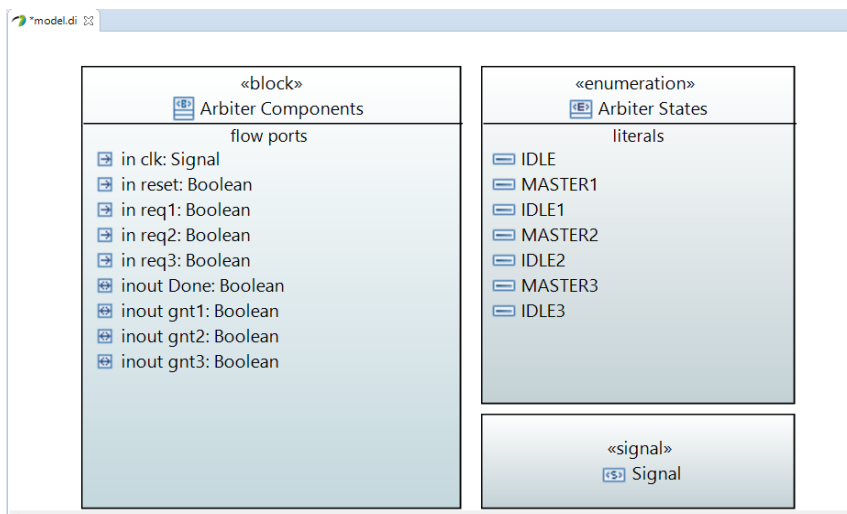 *model.di
«block»
Arbiter Components
flow ports
in clk: Signal
in reset: Boolean
in req1: Boolean
in req2: Boolean
in req3: Boolean
inout Done: Boolean
inout gnt1: Boolean
inout gnt2: Boolean
inout gnt3: Boolean
«enumeration»
Arbiter States
literals
IDLE
MASTER1
IDLE1
MASTER2
IDLE2
MASTER3
IDLE3
«signal»
Signal